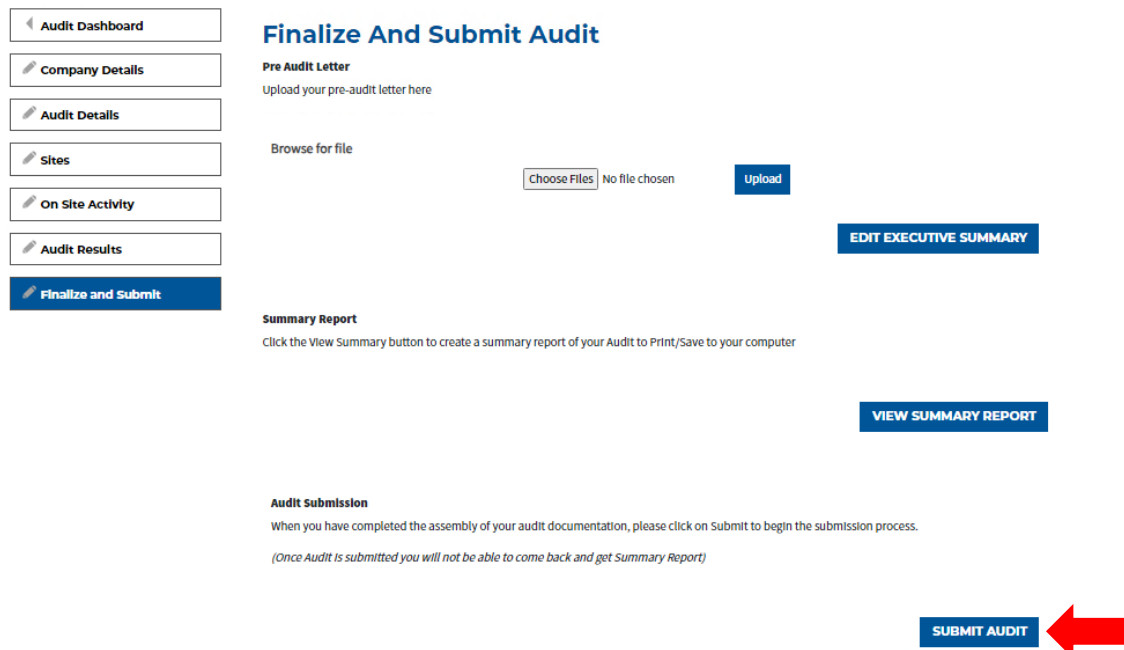 Audit Dashboard
Company Details
Audit Details
Sites
On Site Activity
Audit Results
Finalize and Submit
Finalize And Submit Audit
Pre Audit Letter
Upload your pre-audit letter here
Browse for file
Choose Files No file chosen
Upload
EDIT EXECUTIVE SUMMARY
Summary Report
Click the View Summary button to create a summary report of your Audit to Print/Save to your computer
VIEW SUMMARY REPORT
Audit Submission
When you have completed the assembly of your audit documentation, please click on Submit to begin the submission process.
(Once Audit is submitted you will not be able to come back and get Summary Report)
SUBMIT AUDIT